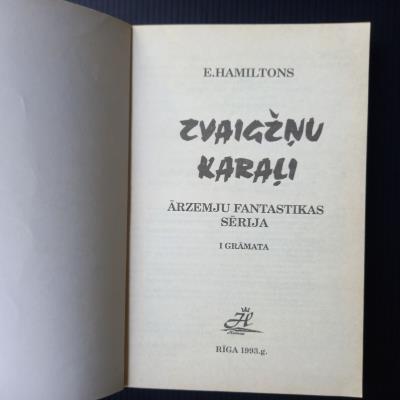 E.HAMILTONS
ZVAIGŽŅU
KARAĻI
ĀRZEMJU FANTASTIKAS
SĒRIJA
I GRĀMATA
H
RĪGA 1993.g.